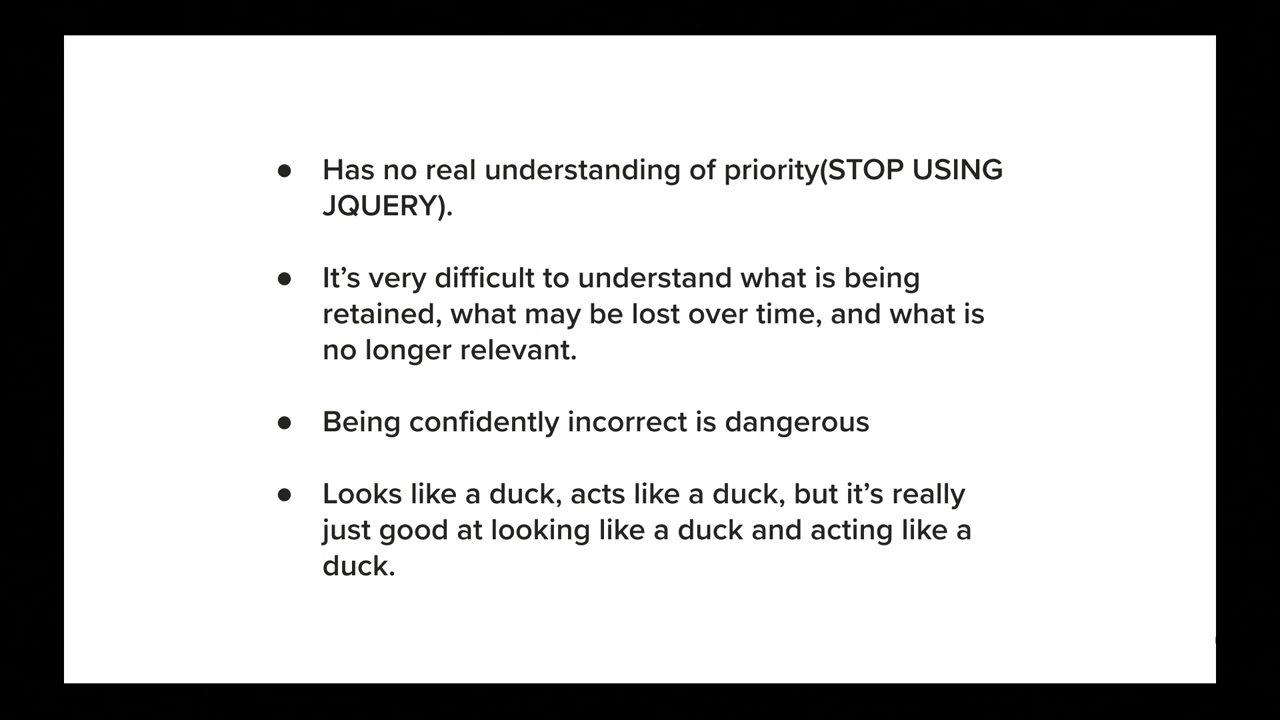 ● Has no real understanding of priority(STOP USING
JQUERY).
● It’s very difficult to understand what is being
retained, what may be lost over time, and what is
no longer relevant.
● Being confidently incorrect is dangerous
● Looks like a duck, acts like a duck, but it’s really
just good at looking like a duck and acting like a
duck.